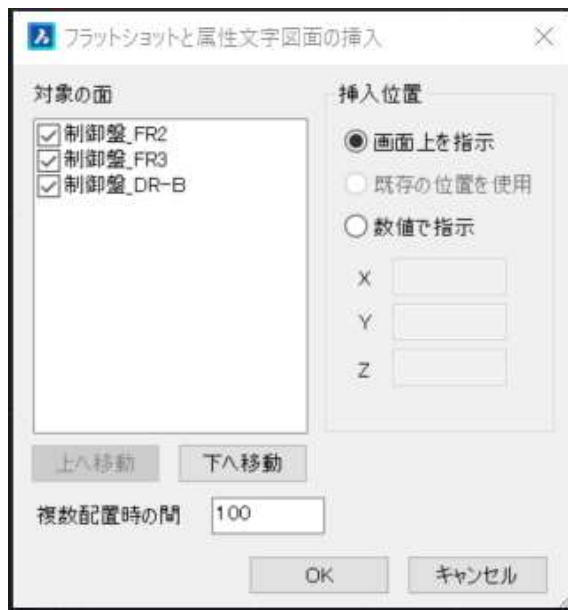 フラットショットと属性文字図面の挿入
対象の面
制御盤_FR2
制御盤_FR3
制御盤_DR-B
上へ移動
下へ移動
複数配置時の間
100
挿入位置
画面上を指示
既存の位置を使用
数値で指示
X
Y
Z
OK
キャンセル